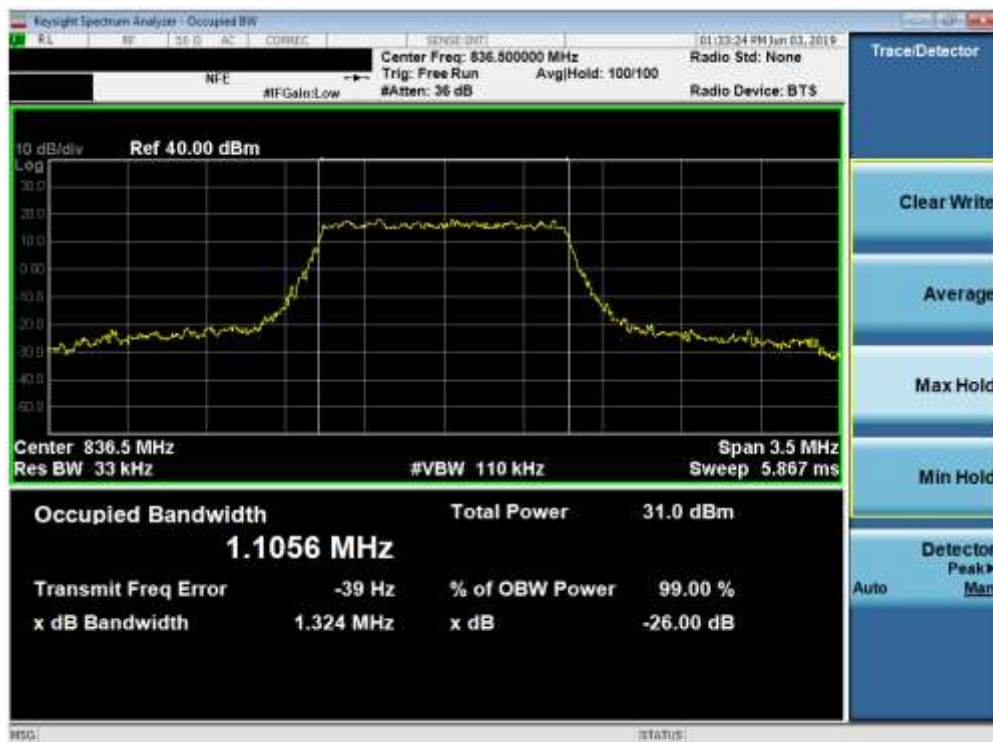 Keysight Spectrum Analyzer - Occupied BW
RL RF 50 Ω AC CORREC SENSE:INT 01:33:24 PM Jun 03, 2019
Center Freq: 836.500000 MHz Radio Std: None
NFE Trig: Free Run Avg|Hold: 100/100
#IFGain:Low #Atten: 36 dB Radio Device: BTS
10 dB/div Ref 40.00 dBm
Log
30.0
20.0
10.0
0.00
-10.0
-20.0
-30.0
-40.0
-50.0
Center 836.5 MHz Span 3.5 MHz
Res BW 33 kHz #VBW 110 kHz Sweep 5.867 ms
Occupied Bandwidth Total Power 31.0 dBm
1.1056 MHz
Transmit Freq Error -39 Hz % of OBW Power 99.00 %
x dB Bandwidth 1.324 MHz x dB -26.00 dB
MSG STATUS
Trace/Detector
Clear Write
Average
Max Hold
Min Hold
Detector
Peak▶
Auto Man